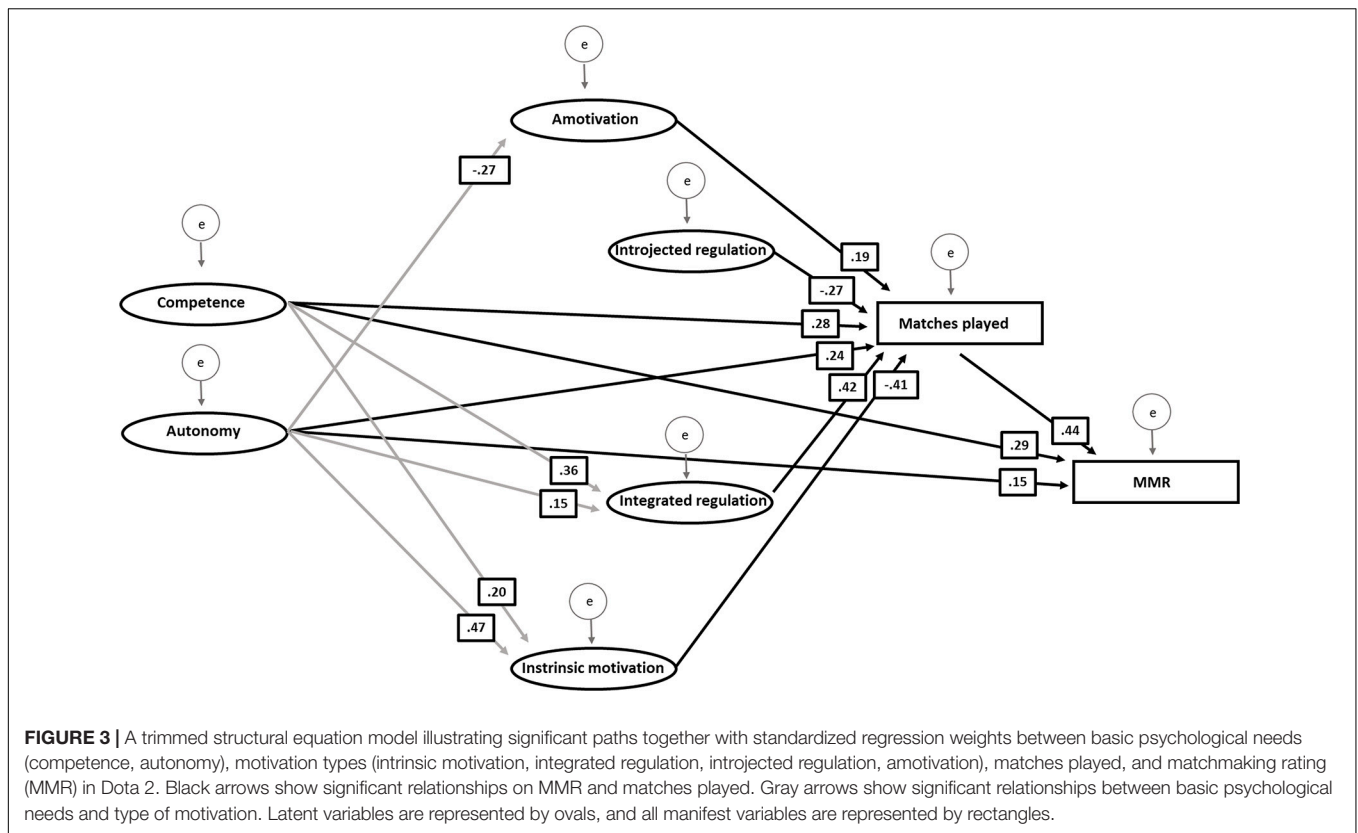 e
Amotivation
-.27
e
e
Introjected regulation
.19
e
-.27
Competence
.28
Matches played
e
.24
.42
-.41
Autonomy
e
.44
e
.29
.36
.15
Integrated regulation
.15
MMR
.20
e
.47
Instrinsic motivation
FIGURE 3 | A trimmed structural equation model illustrating significant paths together with standardized regression weights between basic psychological needs
(competence, autonomy), motivation types (intrinsic motivation, integrated regulation, introjected regulation, amotivation), matches played, and matchmaking rating
(MMR) in Dota 2. Black arrows show significant relationships on MMR and matches played. Gray arrows show significant relationships between basic psychological
needs and type of motivation. Latent variables are represented by ovals, and all manifest variables are represented by rectangles.